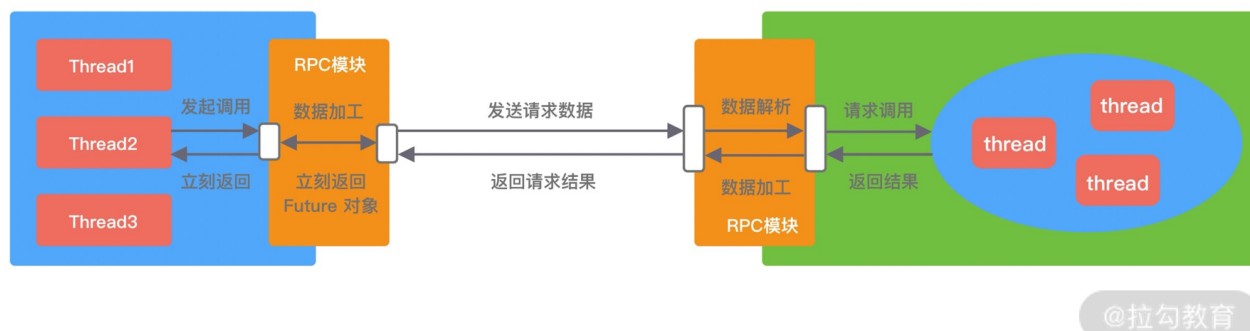 Thread1
Thread2
Thread3
发起调用
立刻返回
RPC模块
数据加工
立刻返回
Future 对象
发送请求数据
返回请求结果
数据解析
数据加工
RPC模块
请求调用
返回结果
thread
thread
thread
@拉勾教育